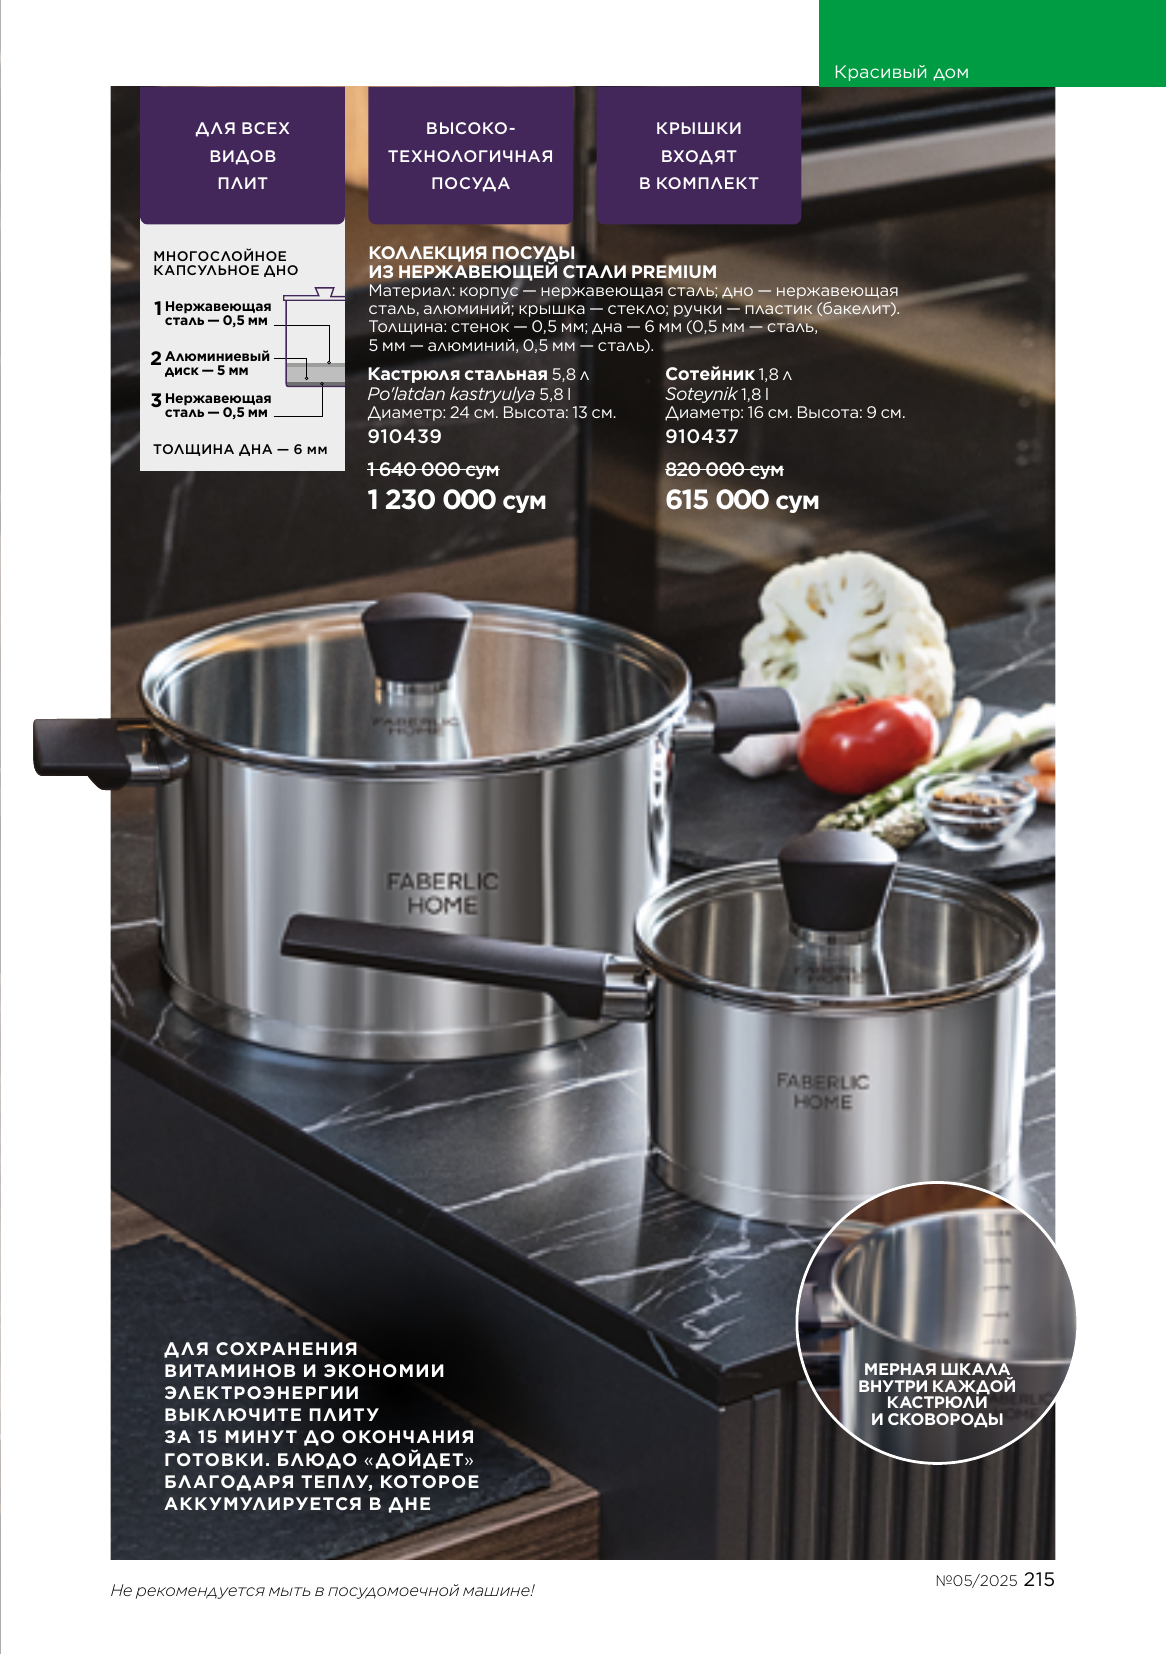 Красивый дом
ДЛЯ ВСЕХ
ВИДОВ
ПЛИТ
ВЫСОКО-
ТЕХНОЛОГИЧНАЯ
ПОСУДА
КРЫШКИ
ВХОДЯТ
В КОМПЛЕКТ
МНОГОСЛОЙНОЕ
КАПСУЛЬНОЕ ДНО
1 Нержавеющая
сталь — 0,5 мм
2 Алюминиевый
диск — 5 мм
3 Нержавеющая
сталь — 0,5 мм
ТОЛЩИНА ДНА — 6 мм
КОЛЛЕКЦИЯ ПОСУДЫ
ИЗ НЕРЖАВЕЮЩЕЙ СТАЛИ PREMIUM
Материал: корпус — нержавеющая сталь; дно — нержавеющая
сталь, алюминий; крышка — стекло; ручки — пластик (бакелит).
Толщина: стенок — 0,5 мм; дна — 6 мм (0,5 мм — сталь,
5 мм — алюминий, 0,5 мм — сталь).
Кастрюля стальная 5,8 л
Po'latdan kastryulya 5,8 l
Диаметр: 24 см. Высота: 13 см.
910439
1 640 000 сум
1 230 000 сум
Сотейник 1,8 л
Soteynik 1,8 l
Диаметр: 16 см. Высота: 9 см.
910437
820 000 сум
615 000 сум
FABERLIC
HOME
FABERLIC
HOME
FABERLIC
HOME
FABERLIC
HOME
МЕРНАЯ ШКАЛА
ВНУТРИ КАЖДОЙ
КАСТРЮЛИ
И СКОВОРОДЫ
ДЛЯ СОХРАНЕНИЯ
ВИТАМИНОВ И ЭКОНОМИИ
ЭЛЕКТРОЭНЕРГИИ
ВЫКЛЮЧИТЕ ПЛИТУ
ЗА 15 МИНУТ ДО ОКОНЧАНИЯ
ГОТОВКИ. БЛЮДО «ДОЙДЕТ»
БЛАГОДАРЯ ТЕПЛУ, КОТОРОЕ
АККУМУЛИРУЕТСЯ В ДНЕ
Не рекомендуется мыть в посудомоечной машине!
№05/2025 215